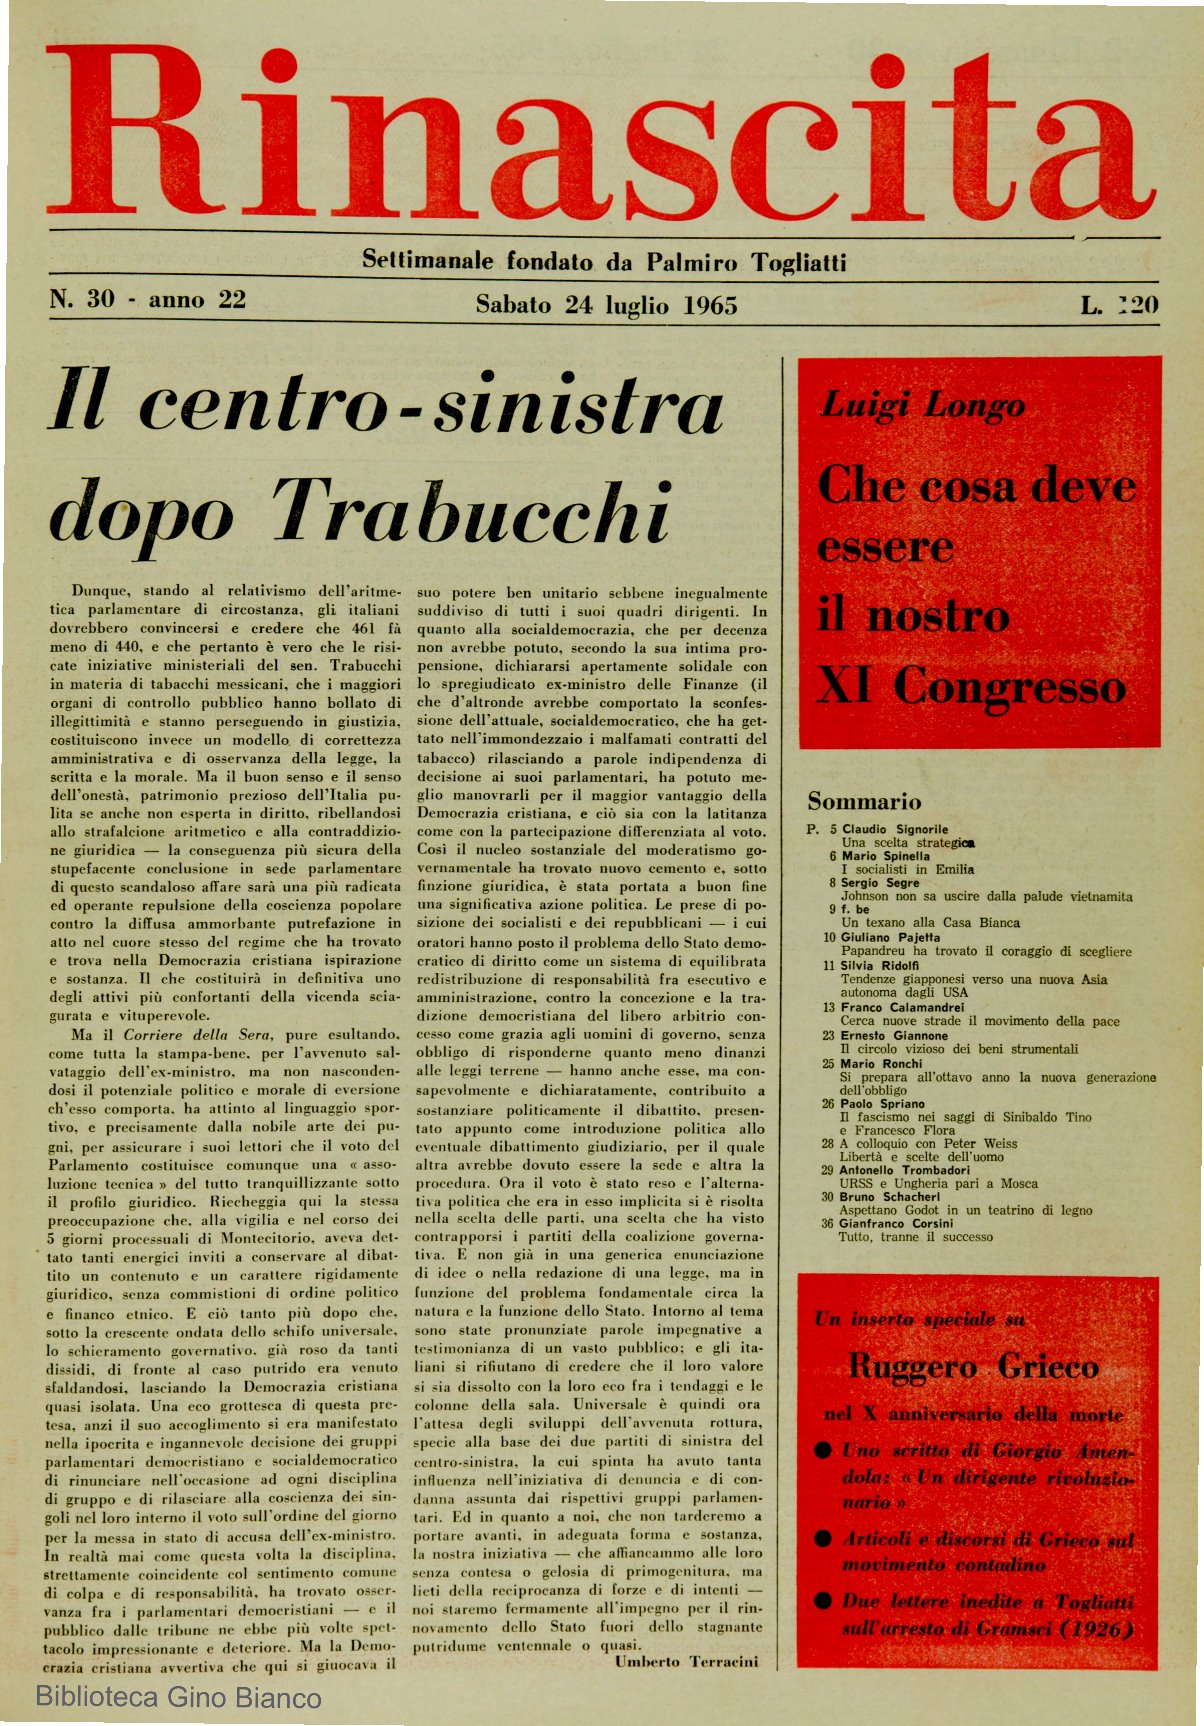 Rinascita
Settimanale fondato da Palmiro Togliatti
N. 30 - anno 22
Sabato 24 luglio 1965
L. 120
Il centro-sinistra
dopo Trabucchi
Dunque, stando al relativismo dell'aritme-
tica parlamentare di circostanza, gli italiani
dovrebbero convincersi e credere che 461 fà
meno di 440, e che pertanto è vero che le risi-
cate iniziative ministeriali del sen. Trabucchi
in materia di tabacchi messicani, che i maggiori
organi di controllo pubblico hanno bollato di
illegittimità e stanno perseguendo in giustizia,
costituiscono invece un modello di correttezza
amministrativa e di osservanza della legge, la
scritta e la morale. Ma il buon senso e il senso
dell'onestà, patrimonio prezioso dell'Italia pu-
lita se anche non esperta in diritto, ribellandosi
allo strafalcione aritmetico e alla contraddizio-
ne giuridica — la conseguenza più sicura della
stupefacente conclusione in sede parlamentare
di questo scandaloso affare sarà una più radicata
ed operante repulsione della coscienza popolare
contro la diffusa ammorbante putrefazione in
atto nel cuore stesso del regime che ha trovato
e trova nella Democrazia cristiana ispirazione
e sostanza. Il che costituirà in definitiva uno
degli attivi più confortanti della vicenda scia-
gurata e vituperevole.
Ma il Corriere della Sera, pure esultando,
come tutta la stampa-bene, per l'avvenuto sal-
vataggio dell'ex-ministro, ma non nasconden-
dosi il potenziale politico e morale di eversione
ch'esso comporta, ha attinto al linguaggio spor-
tivo, e precisamente dalla nobile arte dei pu-
gni, per assicurare i suoi lettori che il voto del
Parlamento costituisce comunque una « asso-
luzione tecnica » del tutto tranquillizzante sotto
il profilo giuridico. Riecheggia qui la stessa
preoccupazione che, alla vigilia e nel corso dei
5 giorni processuali di Montecitorio, aveva det-
tato tanti energici inviti a conservare al dibat-
tito un contenuto e un carattere rigidamente
giuridico, senza commistioni di ordine politico
e financo etnico. E ciò tanto più dopo che,
sotto la crescente ondata dello schifo universale,
lo schieramento governativo, già roso da tanti
dissidi, di fronte al caso putrido era venuto
sfaldandosi, lasciando la Democrazia cristiana
quasi isolata. Una eco grottesca di questa pre-
tesa, anzi il suo accoglimento si era manifestato
nella ipocrita e ingannevole decisione dei gruppi
parlamentari democristiano e socialdemocratico
di rinunciare nell'occasione ad ogni disciplina
di gruppo e di rilasciare alla coscienza dei sin-
goli nel loro interno il voto sull'ordine del giorno
per la messa in stato di accusa dell'ex-ministro.
In realtà mai come questa volta la disciplina,
strettamente coincidente col sentimento comune
di colpa e di responsabilità, ha trovato osser-
vanza fra i parlamentari democristiani — e il
pubblico dalle tribune ne ebbe più volte spet-
tacolo impressionante e deteriore. Ma la Demo-
crazia cristiana avvertiva che qui si giuocava il
suo potere ben unitario sebbene inegualmente
suddiviso di tutti i suoi quadri dirigenti. In
quanto alla socialdemocrazia, che per decenza
non avrebbe potuto, secondo la sua intima pro-
pensione, dichiararsi apertamente solidale con
lo spregiudicato ex-ministro delle Finanze (il
che d'altronde avrebbe comportato la sconfes-
sione dell'attuale, socialdemocratico, che ha get-
tato nell'immondezzaio i malfamati contratti del
tabacco) rilasciando a parole indipendenza di
decisione ai suoi parlamentari, ha potuto me-
glio manovrarli per il maggior vantaggio della
Democrazia cristiana, e ciò sia con la latitanza
come con la partecipazione differenziata al voto.
Così il nucleo sostanziale del moderatismo go-
vernamentale ha trovato nuovo cemento e, sotto
finzione giuridica, è stata portata a buon fine
una significativa azione politica. Le prese di po-
sizione dei socialisti e dei repubblicani — i cui
oratori hanno posto il problema dello Stato demo-
cratico di diritto come un sistema di equilibrata
redistribuzione di responsabilità fra esecutivo e
amministrazione, contro la concezione e la tra-
dizione democristiana del libero arbitrio con-
cesso come grazia agli uomini di governo, senza
obbligo di risponderne quanto meno dinanzi
alle leggi terrene — hanno anche esse, ma con-
sapevolmente e dichiaratamente, contribuito a
sostanziare politicamente il dibattito, presen-
tato appunto come introduzione politica allo
eventuale dibattimento giudiziario, per il quale
altra avrebbe dovuto essere la sede e altra la
procedura. Ora il voto è stato reso e l'alterna-
tiva politica che era in esso implicita si è risolta
nella scelta delle parti, una scelta che ha visto
contrapporsi i partiti della coalizione governa-
tiva. E non già in una generica enunciazione
di idee o nella redazione di una legge, ma in
funzione del problema fondamentale circa la
natura e la funzione dello Stato. Intorno al tema
sono state pronunziate parole impegnative a
testimonianza di un vasto pubblico; e gli ita-
liani si rifiutano di credere che il loro valore
si sia dissolto con la loro eco fra i tendaggi e le
colonne della sala. Universale è quindi ora
l'attesa degli sviluppi dell'avvenuta rottura,
specie alla base dei due partiti di sinistra del
centro-sinistra, la cui spinta ha avuto tanta
influenza nell'iniziativa di denuncia e di con-
danna assunta dai rispettivi gruppi parlamen-
tari. Ed in quanto a noi, che non tarderemo a
portare avanti, in adeguata forma e sostanza,
la nostra iniziativa — che affiancammo alle loro
senza contesa o gelosia di primogenitura, ma
lieti della reciprocanza di forze e di intenti —
noi staremo fermamente all'impegno per il rin-
novamento dello Stato fuori dello stagnante
putridume ventennale o quasi.
Umberto Terracini
Luigi Longo
Che cosa deve
essere
il nostro
XI Congresso
Sommario
P. 5 Claudio Signorile
Una scelta strategica
6 Mario Spinella
I socialisti in Emilia
8 Sergio Segre
Johnson non sa uscire dalla palude vietnamita
9 f. be
Un texano alla Casa Bianca
10 Giuliano Pajetta
Papandreu ha trovato il coraggio di scegliere
11 Silvia Ridolfi
Tendenze giapponesi verso una nuova Asia
autonoma dagli USA
13 Franco Calamandrei
Cerca nuove strade il movimento della pace
23 Ernesto Giannone
Il circolo vizioso dei beni strumentali
25 Mario Ronchi
Si prepara all'ottavo anno la nuova generazione
dell'obbligo
26 Paolo Spriano
Il fascismo nei saggi di Sinibaldo Tino
e Francesco Flora
28 A colloquio con Peter Weiss
Libertà e scelte dell'uomo
29 Antonello Trombadori
URSS e Ungheria pari a Mosca
30 Bruno Schacherl
Aspettano Godot in un teatrino di legno
36 Gianfranco Corsini
Tutto, tranne il successo
Un inserto speciale su
Ruggero Grieco
nel X anniversario della morte
● Uno scritto di Giorgio Amen-
dola: « Un dirigente rivoluzio-
nario »
● Articoli e discorsi di Grieco sul
movimento contadino
● Due lettere inedite a Togliatti
sull'arresto di Gramsci (1926)
Biblioteca Gino Bianco